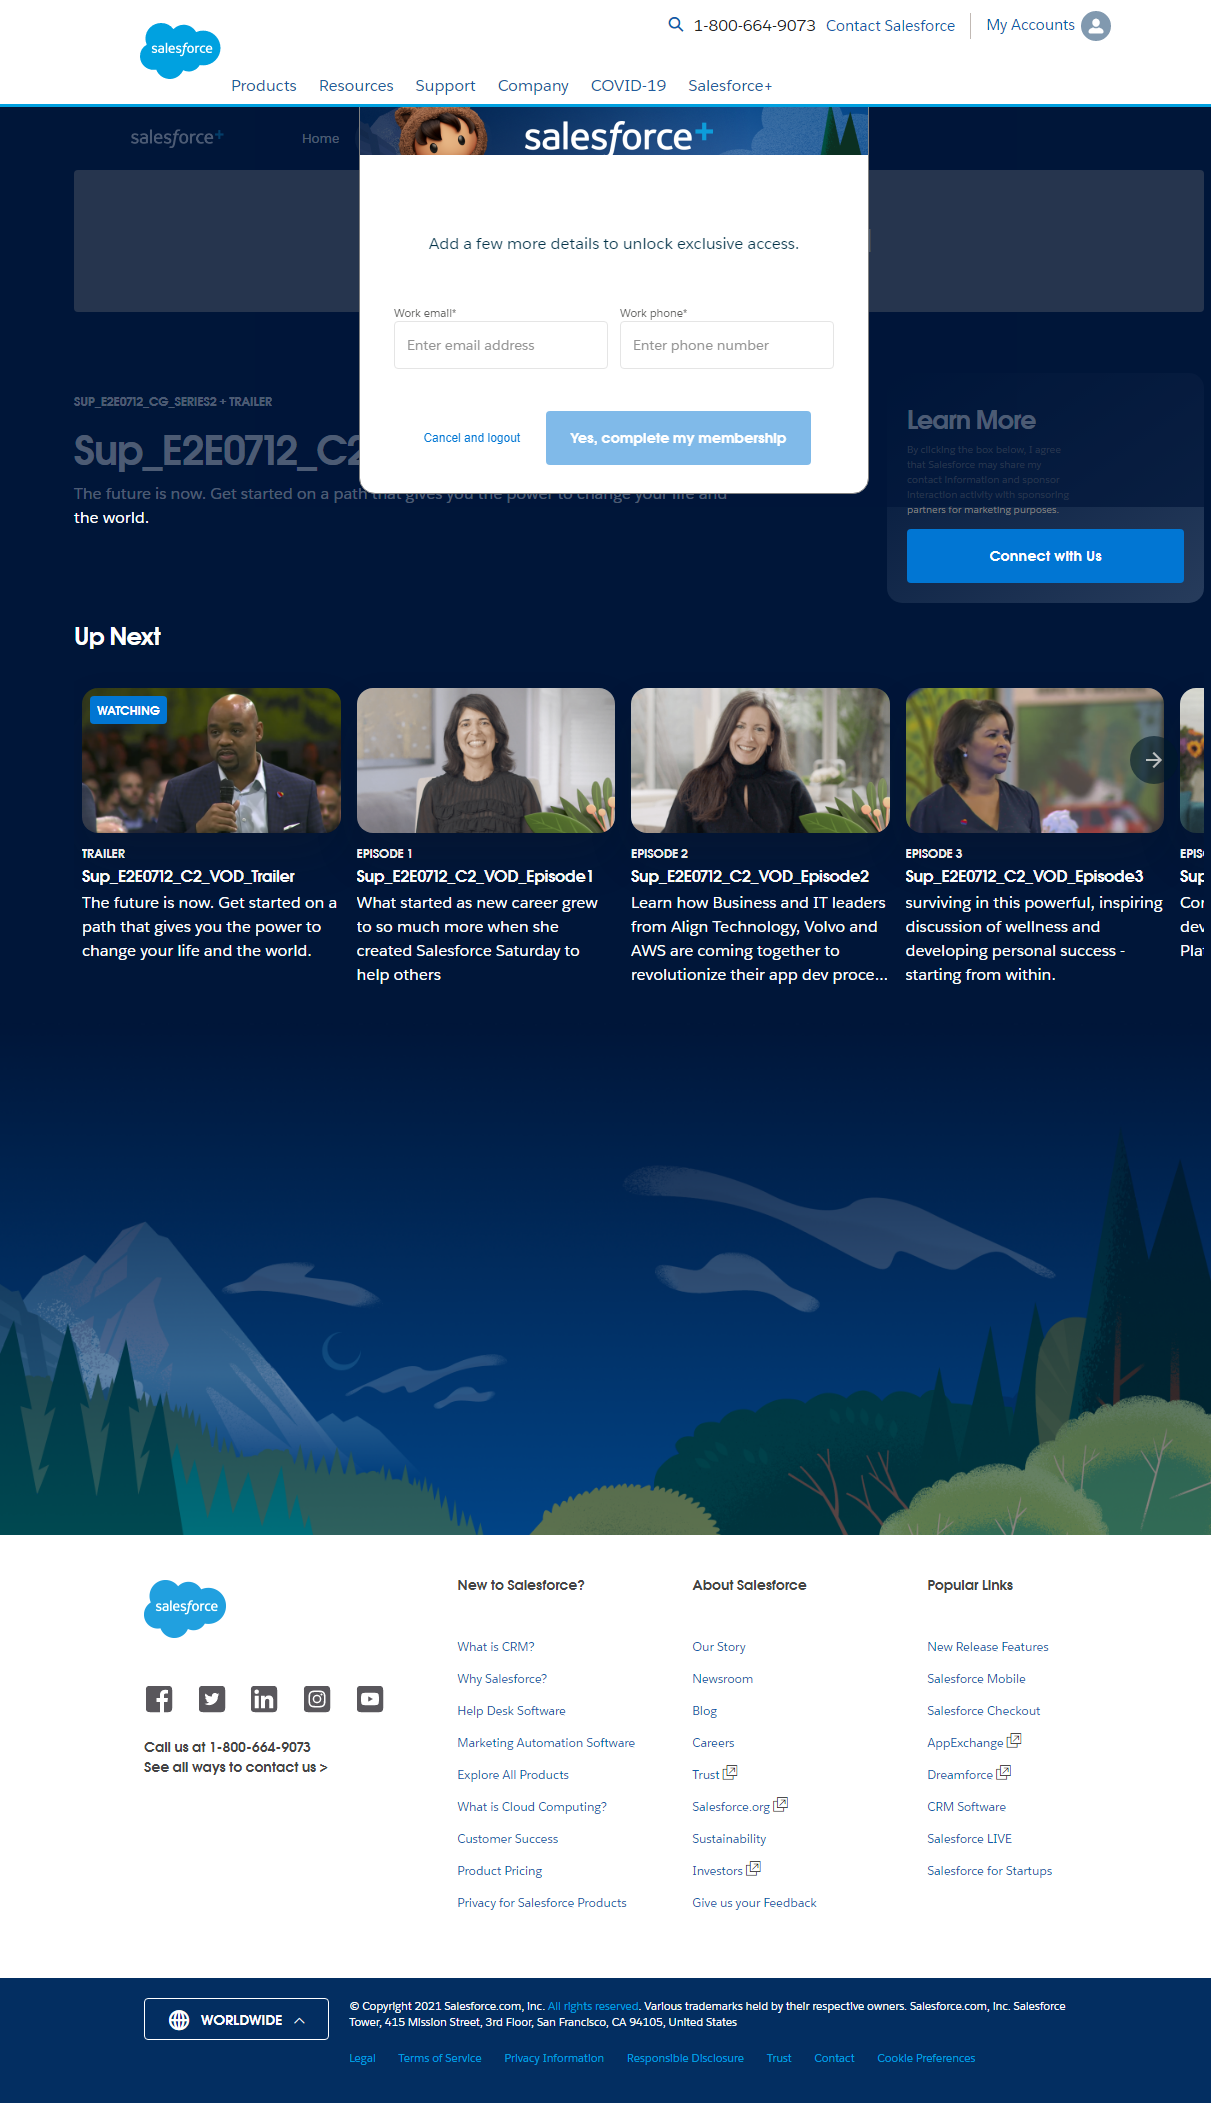 salesforce
1-800-664-9073 Contact Salesforce My Accounts
Products Resources Support Company COVID-19 Salesforce+
salesforce+ Home
salesforce+
Add a few more details to unlock exclusive access.
Work email* Work phone*
Enter email address Enter phone number
Cancel and logout Yes, complete my membership
SUP_E2E0712_CG_SERIES2 + TRAILER
Sup_E2E0712_C2
The future is now. Get started on a path that gives you the power to change your life and
the world.
Learn More
By clicking the box below, I agree
that Salesforce may share my
contact information and sponsor
interaction activity with sponsoring
partners for marketing purposes.
Connect with Us
Up Next
WATCHING
TRAILER
Sup_E2E0712_C2_VOD_Trailer
The future is now. Get started on a
path that gives you the power to
change your life and the world.
EPISODE 1
Sup_E2E0712_C2_VOD_Episode1
What started as new career grew
to so much more when she
created Salesforce Saturday to
help others
EPISODE 2
Sup_E2E0712_C2_VOD_Episode2
Learn how Business and IT leaders
from Align Technology, Volvo and
AWS are coming together to
revolutionize their app dev proce...
EPISODE 3
Sup_E2E0712_C2_VOD_Episode3
surviving in this powerful, inspiring
discussion of wellness and
developing personal success -
starting from within.
EPIS
Sup
Cor
dev
Pla
salesforce
Call us at 1-800-664-9073
See all ways to contact us >
New to Salesforce?
What is CRM?
Why Salesforce?
Help Desk Software
Marketing Automation Software
Explore All Products
What is Cloud Computing?
Customer Success
Product Pricing
Privacy for Salesforce Products
About Salesforce
Our Story
Newsroom
Blog
Careers
Trust
Salesforce.org
Sustainability
Investors
Give us your Feedback
Popular Links
New Release Features
Salesforce Mobile
Salesforce Checkout
AppExchange
Dreamforce
CRM Software
Salesforce LIVE
Salesforce for Startups
WORLDWIDE
© Copyright 2021 Salesforce.com, inc. All rights reserved. Various trademarks held by their respective owners. Salesforce.com, inc. Salesforce
Tower, 415 Mission Street, 3rd Floor, San Francisco, CA 94105, United States
Legal Terms of Service Privacy Information Responsible Disclosure Trust Contact Cookie Preferences